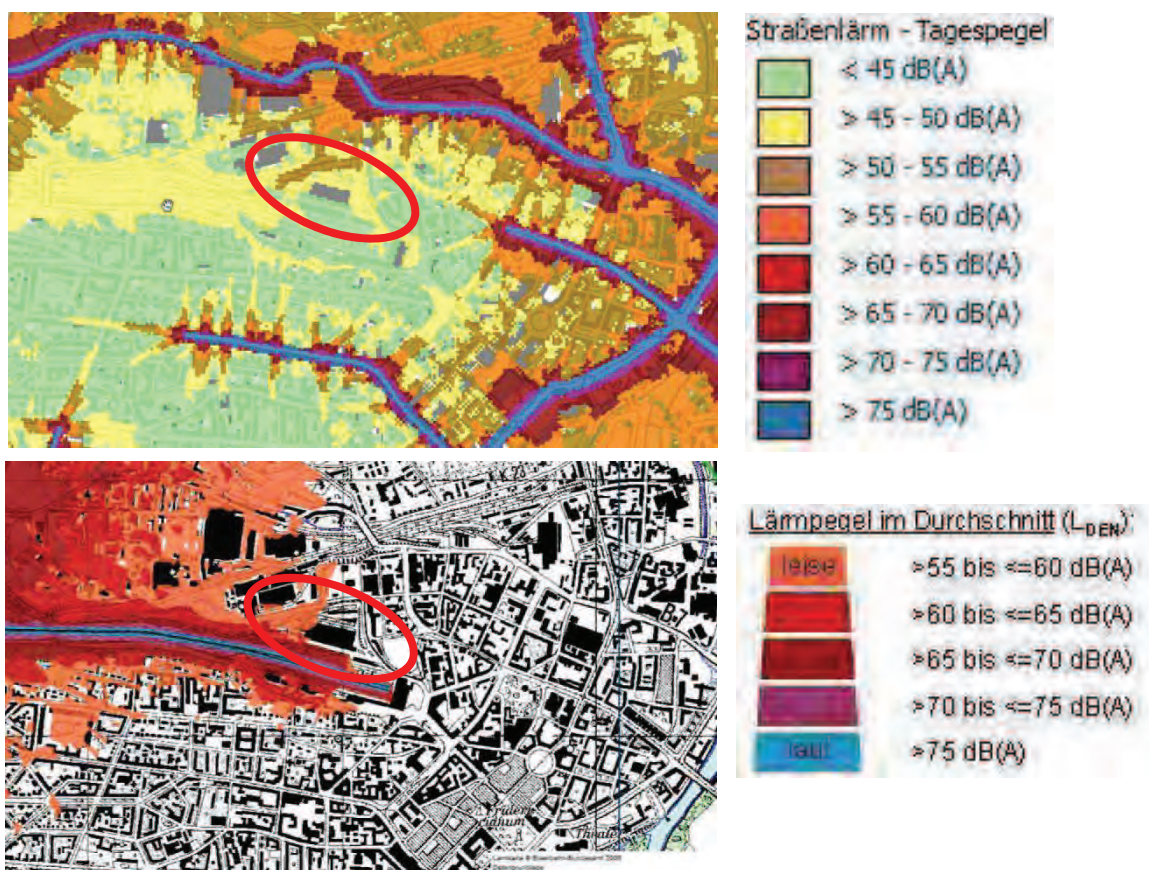 Straßenlärm - Tagespegel
< 45 dB(A)
> 45 - 50 dB(A)
> 50 - 55 dB(A)
> 55 - 60 dB(A)
> 60 - 65 dB(A)
> 65 - 70 dB(A)
> 70 - 75 dB(A)
> 75 dB(A)
K 28
B
Lärmpegel im Durchschnitt (LDEN):
leise >55 bis <=60 dB(A)
>60 bis <=65 dB(A)
>65 bis <=70 dB(A)
>70 bis <=75 dB(A)
laut >75 dB(A)